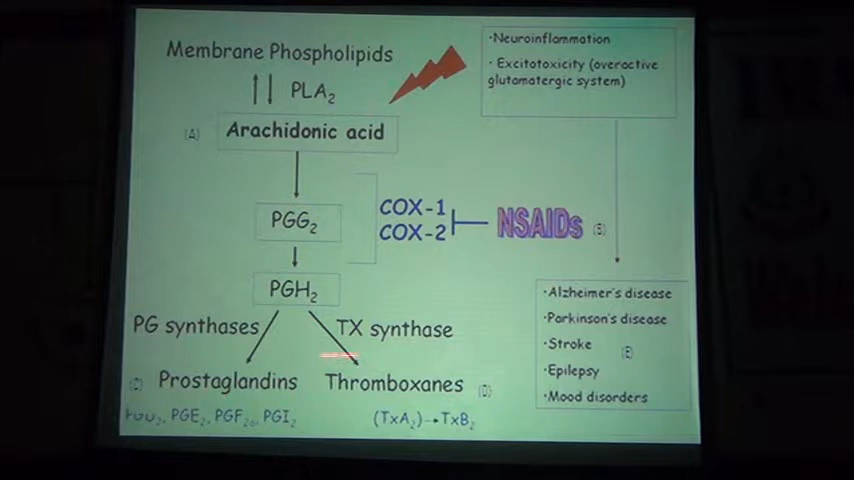 Membrane Phospholipids
PLA₂
(A) Arachidonic acid
PGG₂
COX-1
COX-2
NSAIDs
PGH₂
PG synthases
TX synthase
Prostaglandins
Thromboxanes
PGE₂, PGF₂α, PGI₂
(TxA₂)→TxB₂
•Neuroinflammation
• Excitotoxicity (overactive
glutamatergic system)
•Alzheimer's disease
•Parkinson's disease
•Stroke
•Epilepsy
•Mood disorders